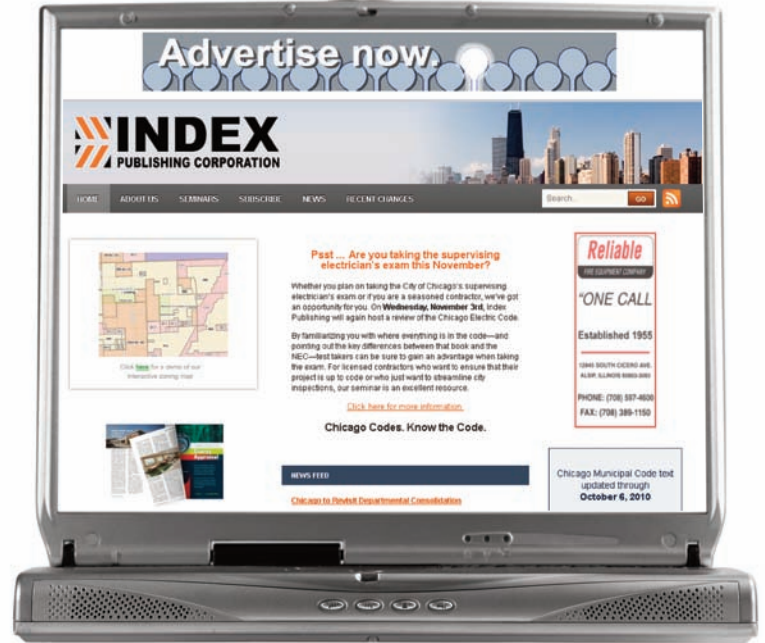 Advertise now.
INDEX
PUBLISHING CORPORATION
HOME ABOUT US SEMINARS SUBSCRIBE NEWS RECENT CHANGES
Search... GO
Click here for a demo of our
interactive zoning map!
Psst ... Are you taking the supervising
electrician's exam this November?
Whether you plan on taking the City of Chicago's supervising
electrician's exam or if you are a seasoned contractor, we've got
an opportunity for you. On Wednesday, November 3rd, Index
Publishing will again host a review of the Chicago Electric Code.
By familiarizing you with where everything is in the code—and
pointing out the key differences between that book and the
NEC—test takers can be sure to gain an advantage when taking
the exam. For licensed contractors who want to ensure that their
project is up to code or who just want to streamline city
inspections, our seminar is an excellent resource.
Click here for more information.
Chicago Codes. Know the Code.
NEWS FEED
Chicago to Revisit Departmental Consolidation
Reliable
FIRE EQUIPMENT COMPANY
"ONE CALL
Established 1955
SOUTH CICERO AVE.
ALSIP, ILLINOIS
PHONE: (708)
FAX: (708) 389-1150
Chicago Municipal Code text
updated through
October 6, 2010